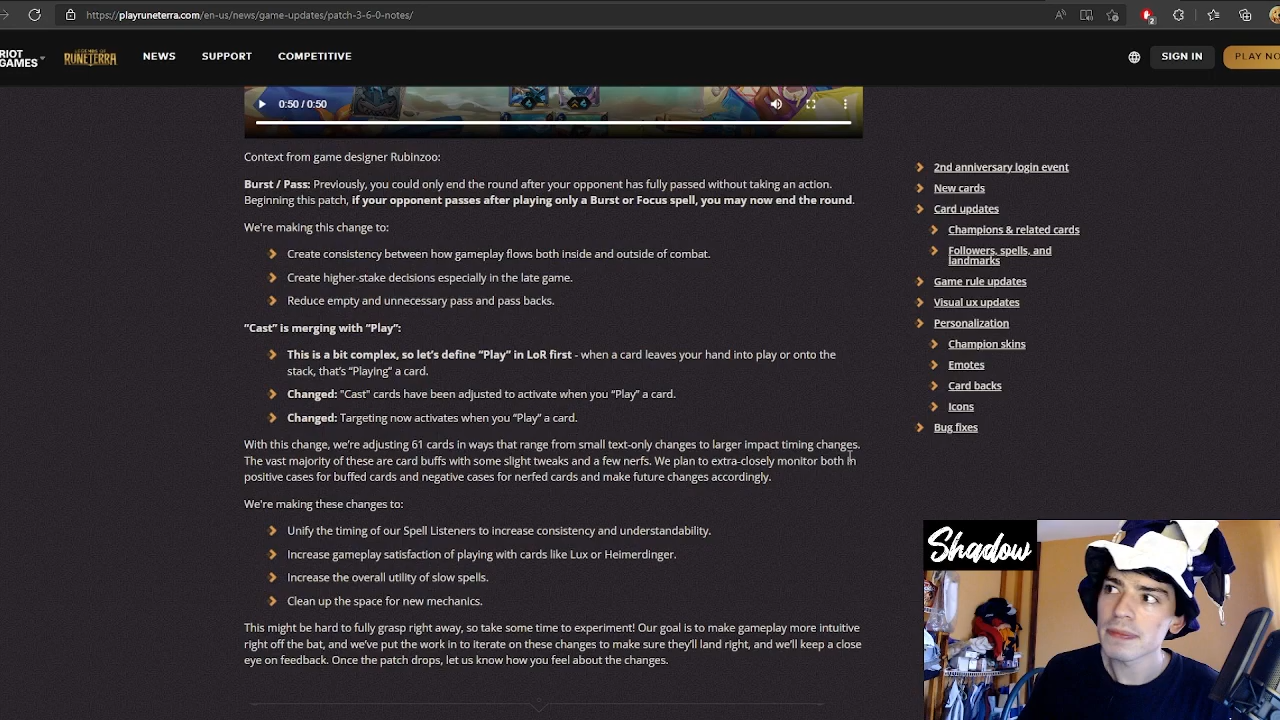 https://playruneterra.com/en-us/news/game-updates/patch-3-6-0-notes/
2
RIOT
GAMES
LEGENDS OF
RUNETERRA
NEWS
SUPPORT
COMPETITIVE
SIGN IN
PLAY NO
0:50 / 0:50
Context from game designer Rubinzoo:
Burst / Pass: Previously, you could only end the round after your opponent has fully passed without taking an action.
Beginning this patch, if your opponent passes after playing only a Burst or Focus spell, you may now end the round.
We're making this change to:
Create consistency between how gameplay flows both inside and outside of combat.
Create higher-stake decisions especially in the late game.
Reduce empty and unnecessary pass and pass backs.
“Cast” is merging with “Play”:
This is a bit complex, so let’s define “Play” in LoR first - when a card leaves your hand into play or onto the
stack, that’s “Playing” a card.
Changed: "Cast” cards have been adjusted to activate when you “Play” a card.
Changed: Targeting now activates when you “Play” a card.
With this change, we’re adjusting 61 cards in ways that range from small text-only changes to larger impact timing changes.
The vast majority of these are card buffs with some slight tweaks and a few nerfs. We plan to extra-closely monitor both in
positive cases for buffed cards and negative cases for nerfed cards and make future changes accordingly.
We're making these changes to:
Unify the timing of our Spell Listeners to increase consistency and understandability.
Increase gameplay satisfaction of playing with cards like Lux or Heimerdinger.
Increase the overall utility of slow spells.
Clean up the space for new mechanics.
This might be hard to fully grasp right away, so take some time to experiment! Our goal is to make gameplay more intuitive
right off the bat, and we’ve put the work in to iterate on these changes to make sure they’ll land right, and we’ll keep a close
eye on feedback. Once the patch drops, let us know how you feel about the changes.
2nd anniversary login event
New cards
Card updates
Champions & related cards
Followers, spells, and
landmarks
Game rule updates
Visual ux updates
Personalization
Champion skins
Emotes
Card backs
Icons
Bug fixes
Shadow